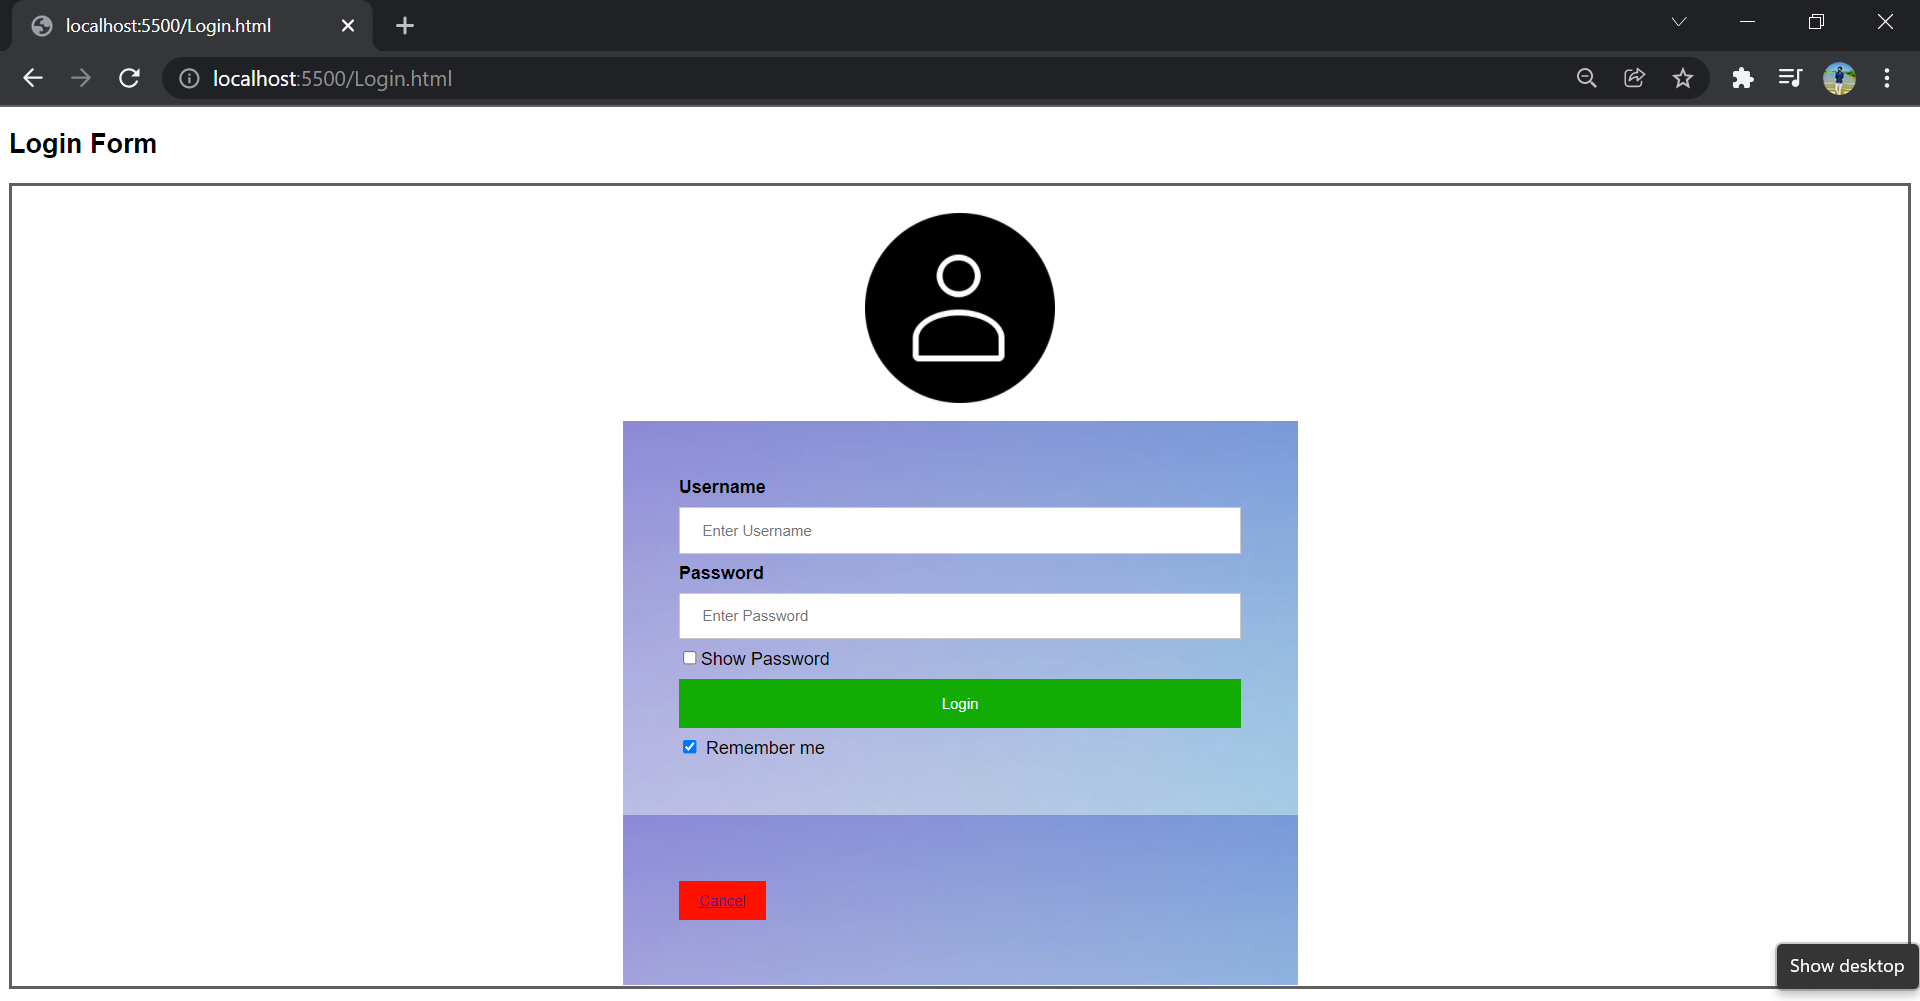 localhost:5500/Login.html
localhost:5500/Login.html
Login Form
Username
Enter Username
Password
Enter Password
Show Password
Login
Remember me
Cancel
Show desktop